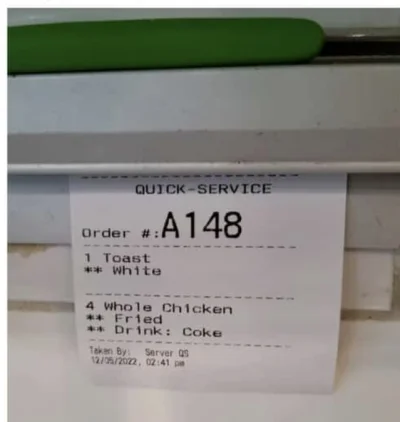 QUICK-SERVICE
Order #:A148
1 Toast
** White
4 Whole Chicken
** Fried
** Drink: Coke
Taken By: Server QS
12/05/2022, 02:41 pm